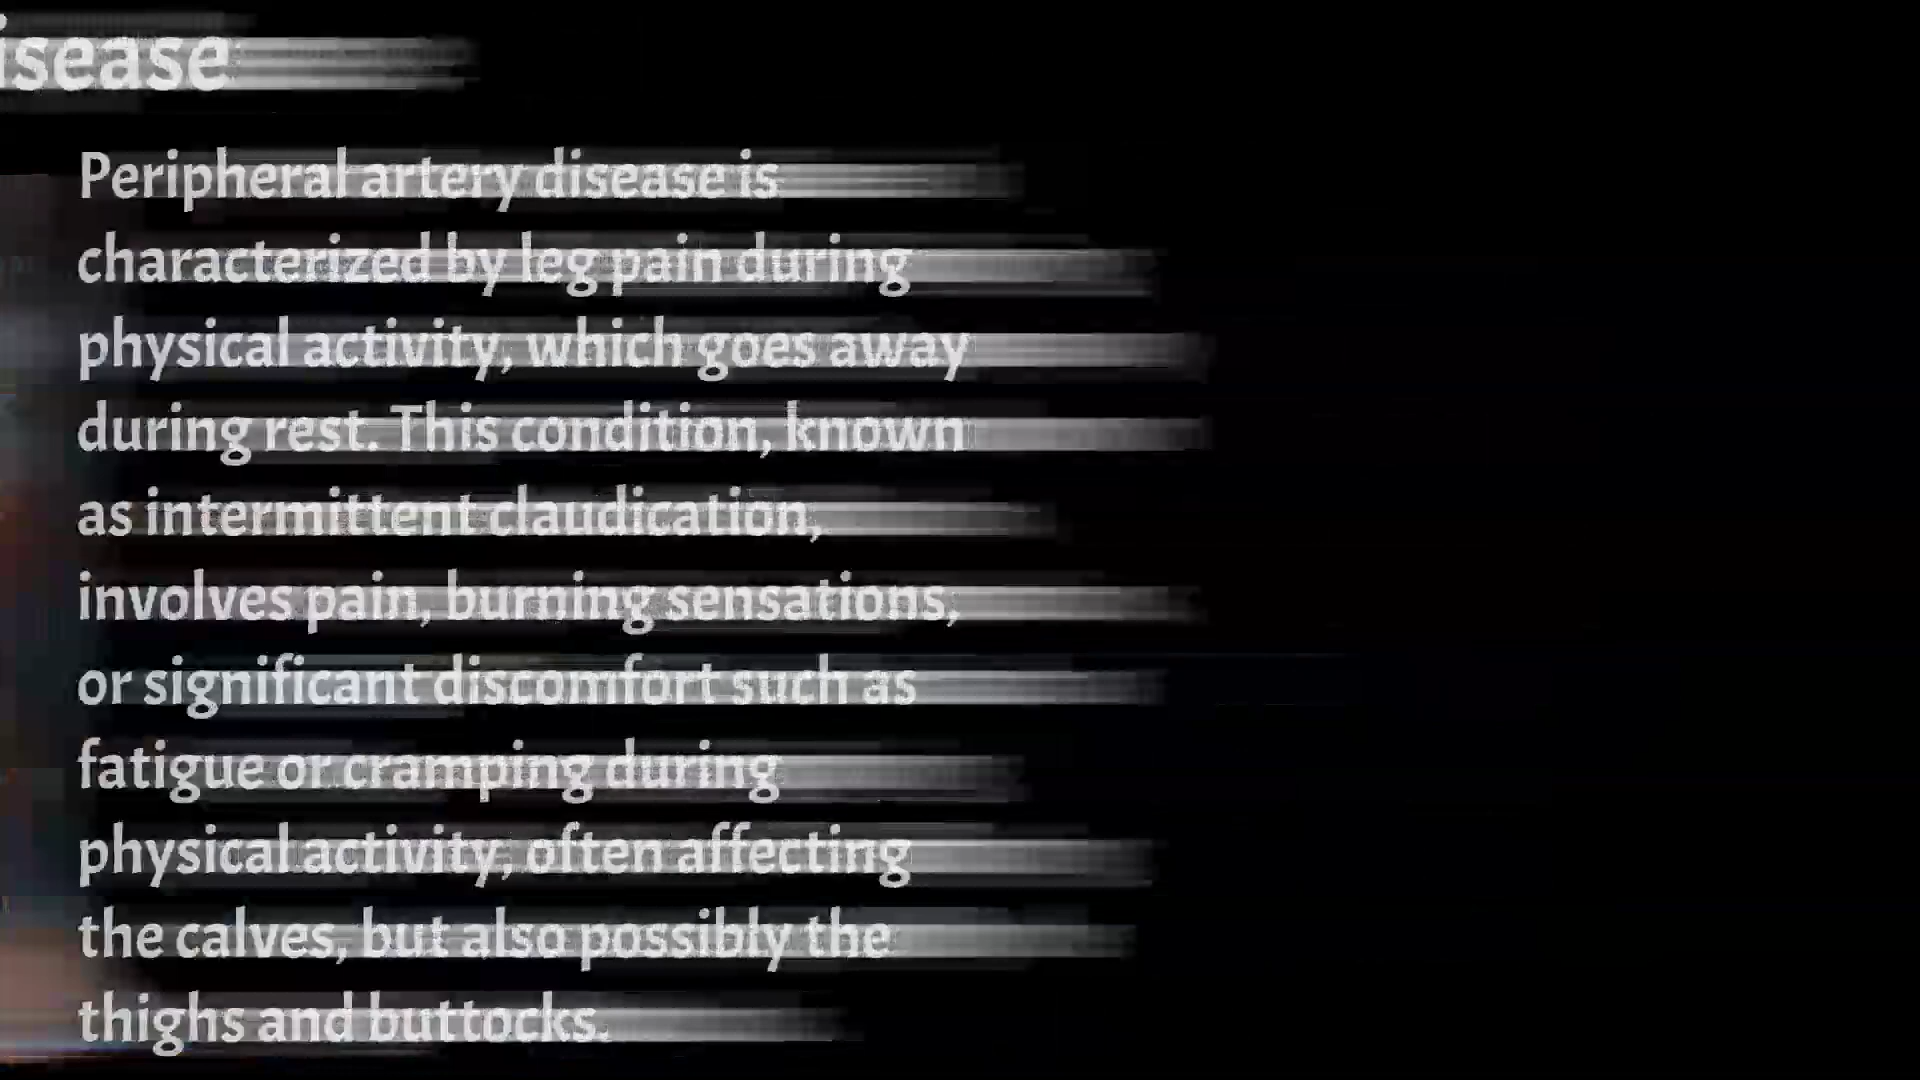 isease
Peripheral artery disease is
characterized by leg pain during
physical activity, which goes away
during rest. This condition, known
as intermittent claudication,
involves pain, burning sensations,
or significant discomfort such as
fatigue or cramping during
physical activity, often affecting
the calves, but also possibly the
thighs and buttocks.